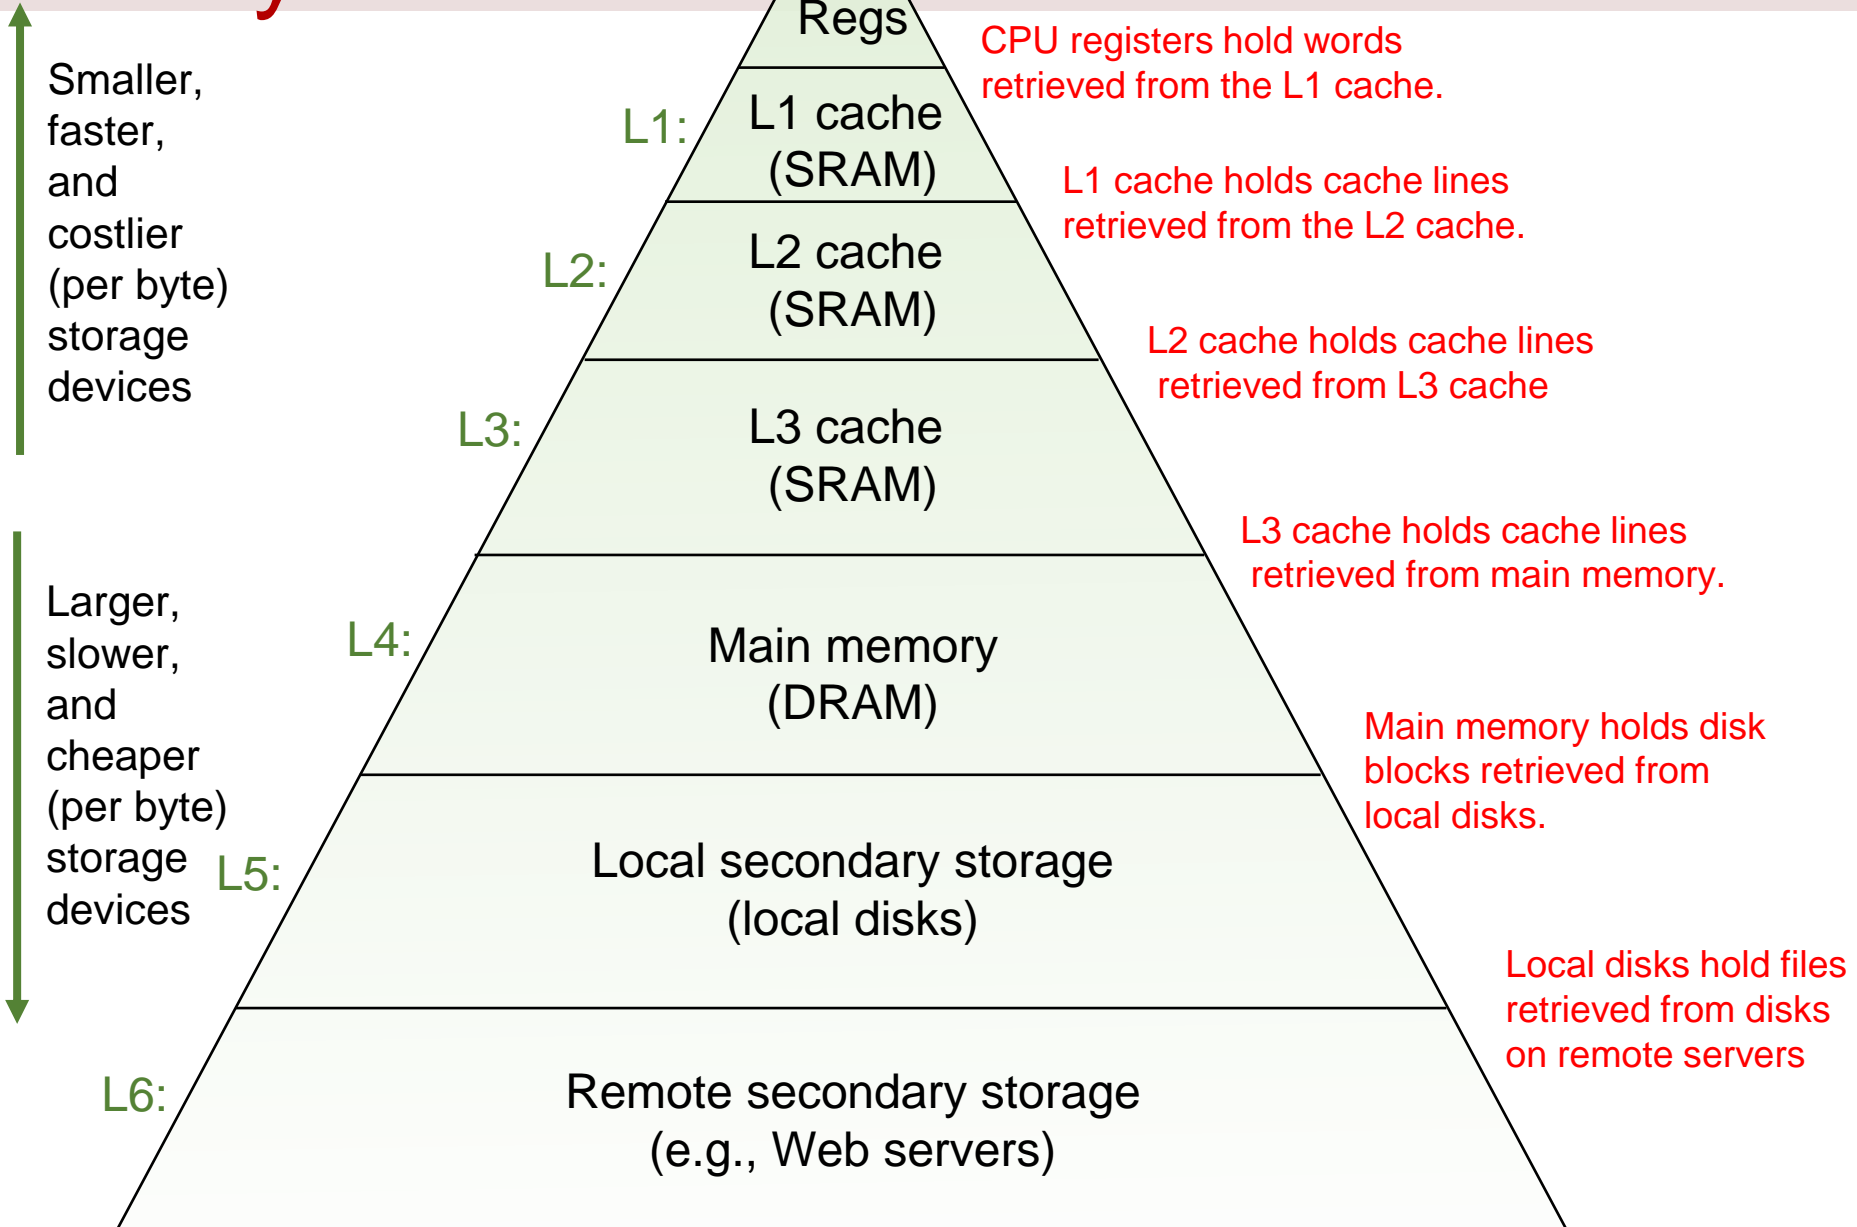 Regs
CPU registers hold words
retrieved from the L1 cache.
Smaller,
faster,
and
costlier
(per byte)
storage
devices
L1:
L1 cache
(SRAM)
L1 cache holds cache lines
retrieved from the L2 cache.
L2:
L2 cache
(SRAM)
L2 cache holds cache lines
retrieved from L3 cache
L3:
L3 cache
(SRAM)
L3 cache holds cache lines
retrieved from main memory.
Larger,
slower,
and
cheaper
(per byte)
storage
devices
L4:
Main memory
(DRAM)
Main memory holds disk
blocks retrieved from
local disks.
L5:
Local secondary storage
(local disks)
Local disks hold files
retrieved from disks
on remote servers
L6:
Remote secondary storage
(e.g., Web servers)